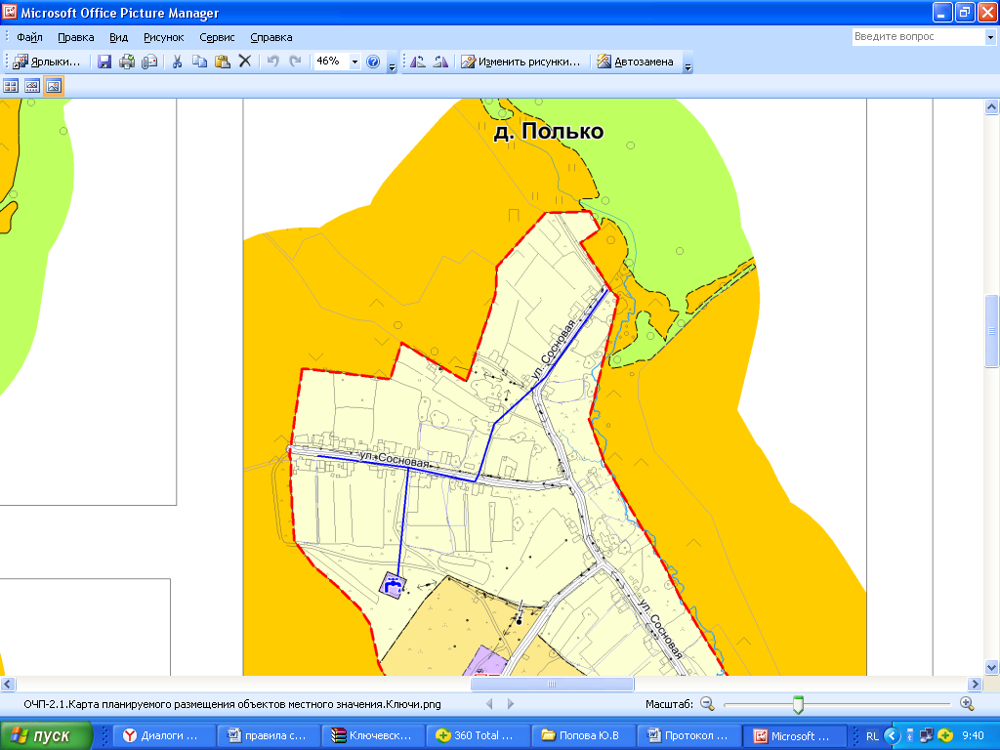 Microsoft Office Picture Manager
Файл Правка Вид Рисунок Сервис Справка
Введите вопрос
Ярлыки... 46% Изменить рисунки... Автозамена
д. Полько
ул. Сосновая
ул. Сосновая
ул. Сосновая
ОЧП-2.1.Карта планируемого размещения объектов местного значения.Ключи.png
Масштаб:
пуск
Диалоги ...
правила с...
Ключевск...
360 Total ...
Попова Ю.В
Протокол ...
Microsoft ...
RL
9:40